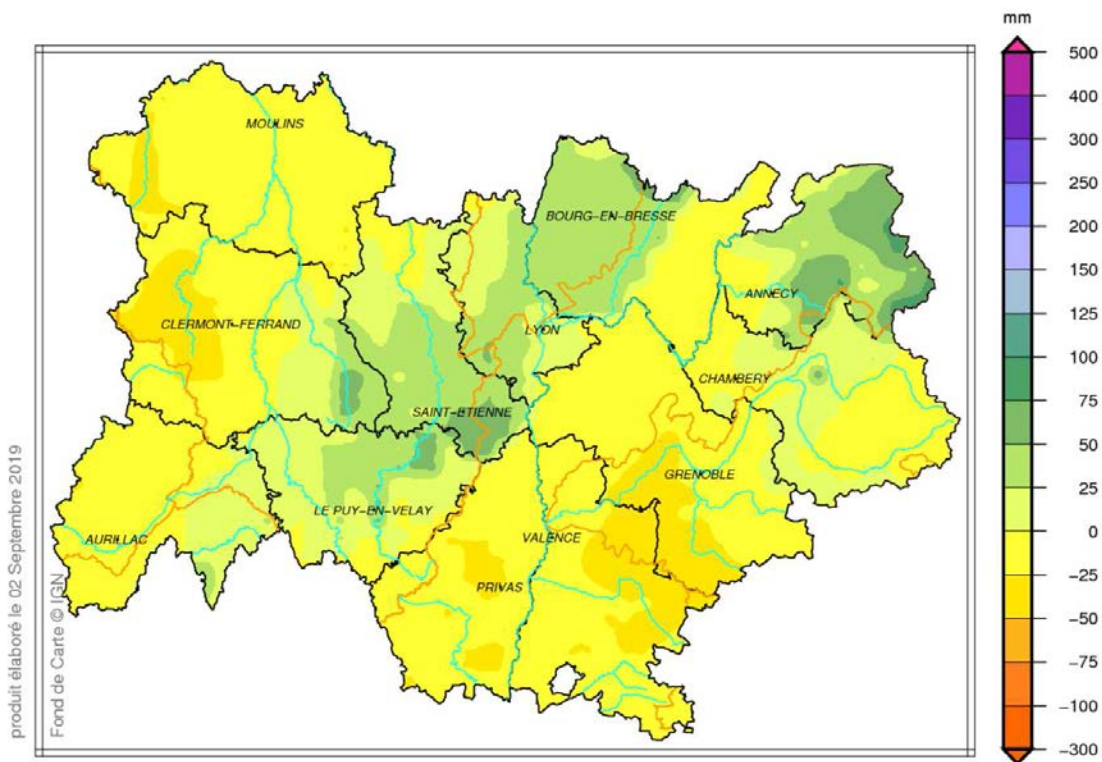 mm
500
400
300
250
200
150
125
100
75
50
25
0
−25
−50
−75
−100
−300
MOULINS
BOURG−EN−BRESSE
ANNECY
CLERMONT−FERRAND
LYON
CHAMBERY
SAINT−ETIENNE
GRENOBLE
LE PUY−EN−VELAY
AURILLAC
VALENCE
PRIVAS
produit élaboré le 02 Septembre 2019
Fond de Carte © IGN